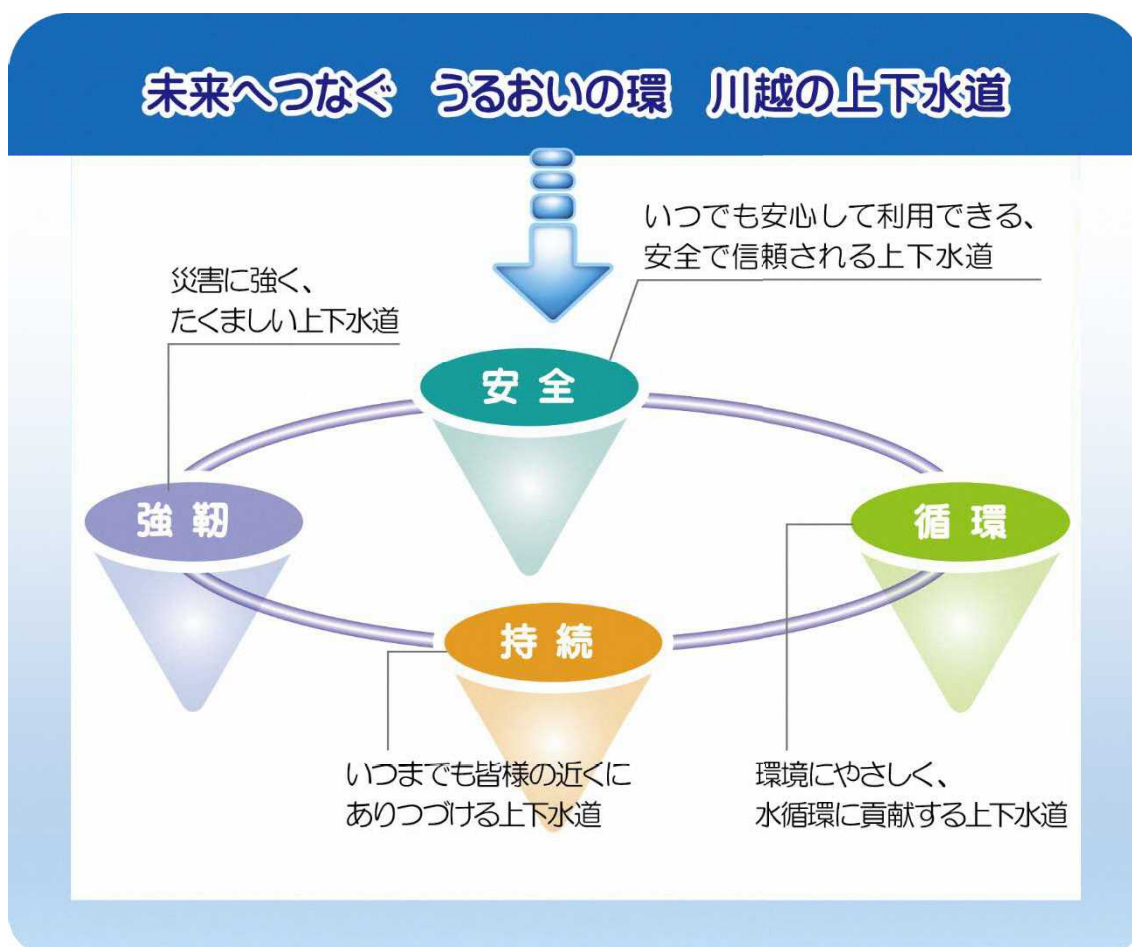 未来へつなぐ うるおいの環 川越の上下水道
いつでも安心して利用できる、
安全で信頼される上下水道
災害に強く、
たくましい上下水道
安全
強靭
循環
持続
いつまでも皆様の近くに
ありつづける上下水道
環境にやさしく、
水循環に貢献する上下水道